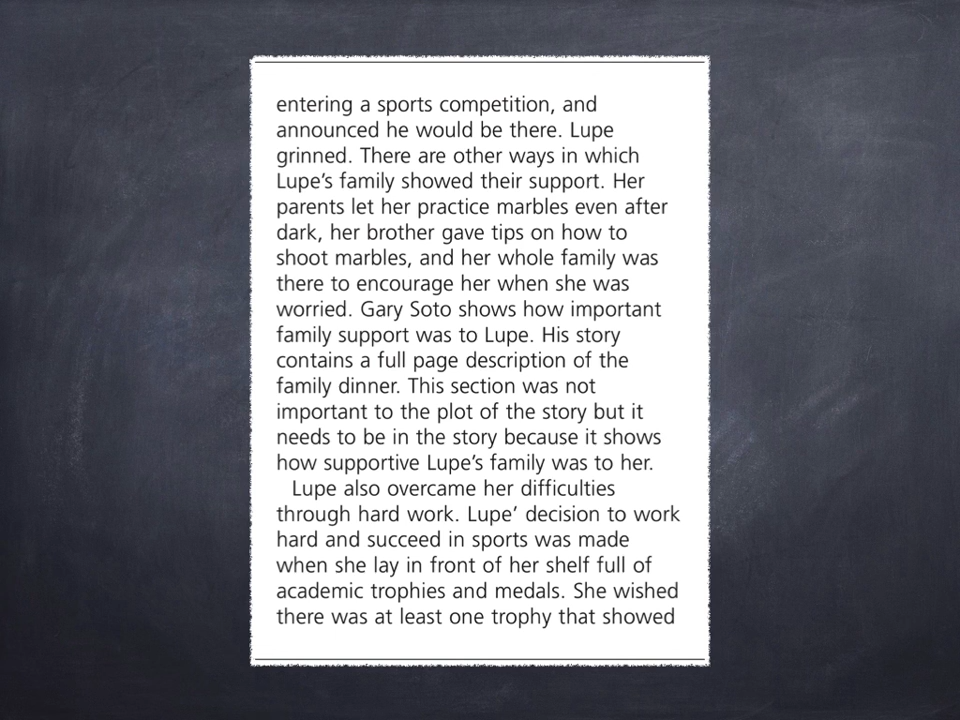 entering a sports competition, and
announced he would be there. Lupe
grinned. There are other ways in which
Lupe’s family showed their support. Her
parents let her practice marbles even after
dark, her brother gave tips on how to
shoot marbles, and her whole family was
there to encourage her when she was
worried. Gary Soto shows how important
family support was to Lupe. His story
contains a full page description of the
family dinner. This section was not
important to the plot of the story but it
needs to be in the story because it shows
how supportive Lupe’s family was to her.
Lupe also overcame her difficulties
through hard work. Lupe’ decision to work
hard and succeed in sports was made
when she lay in front of her shelf full of
academic trophies and medals. She wished
there was at least one trophy that showed